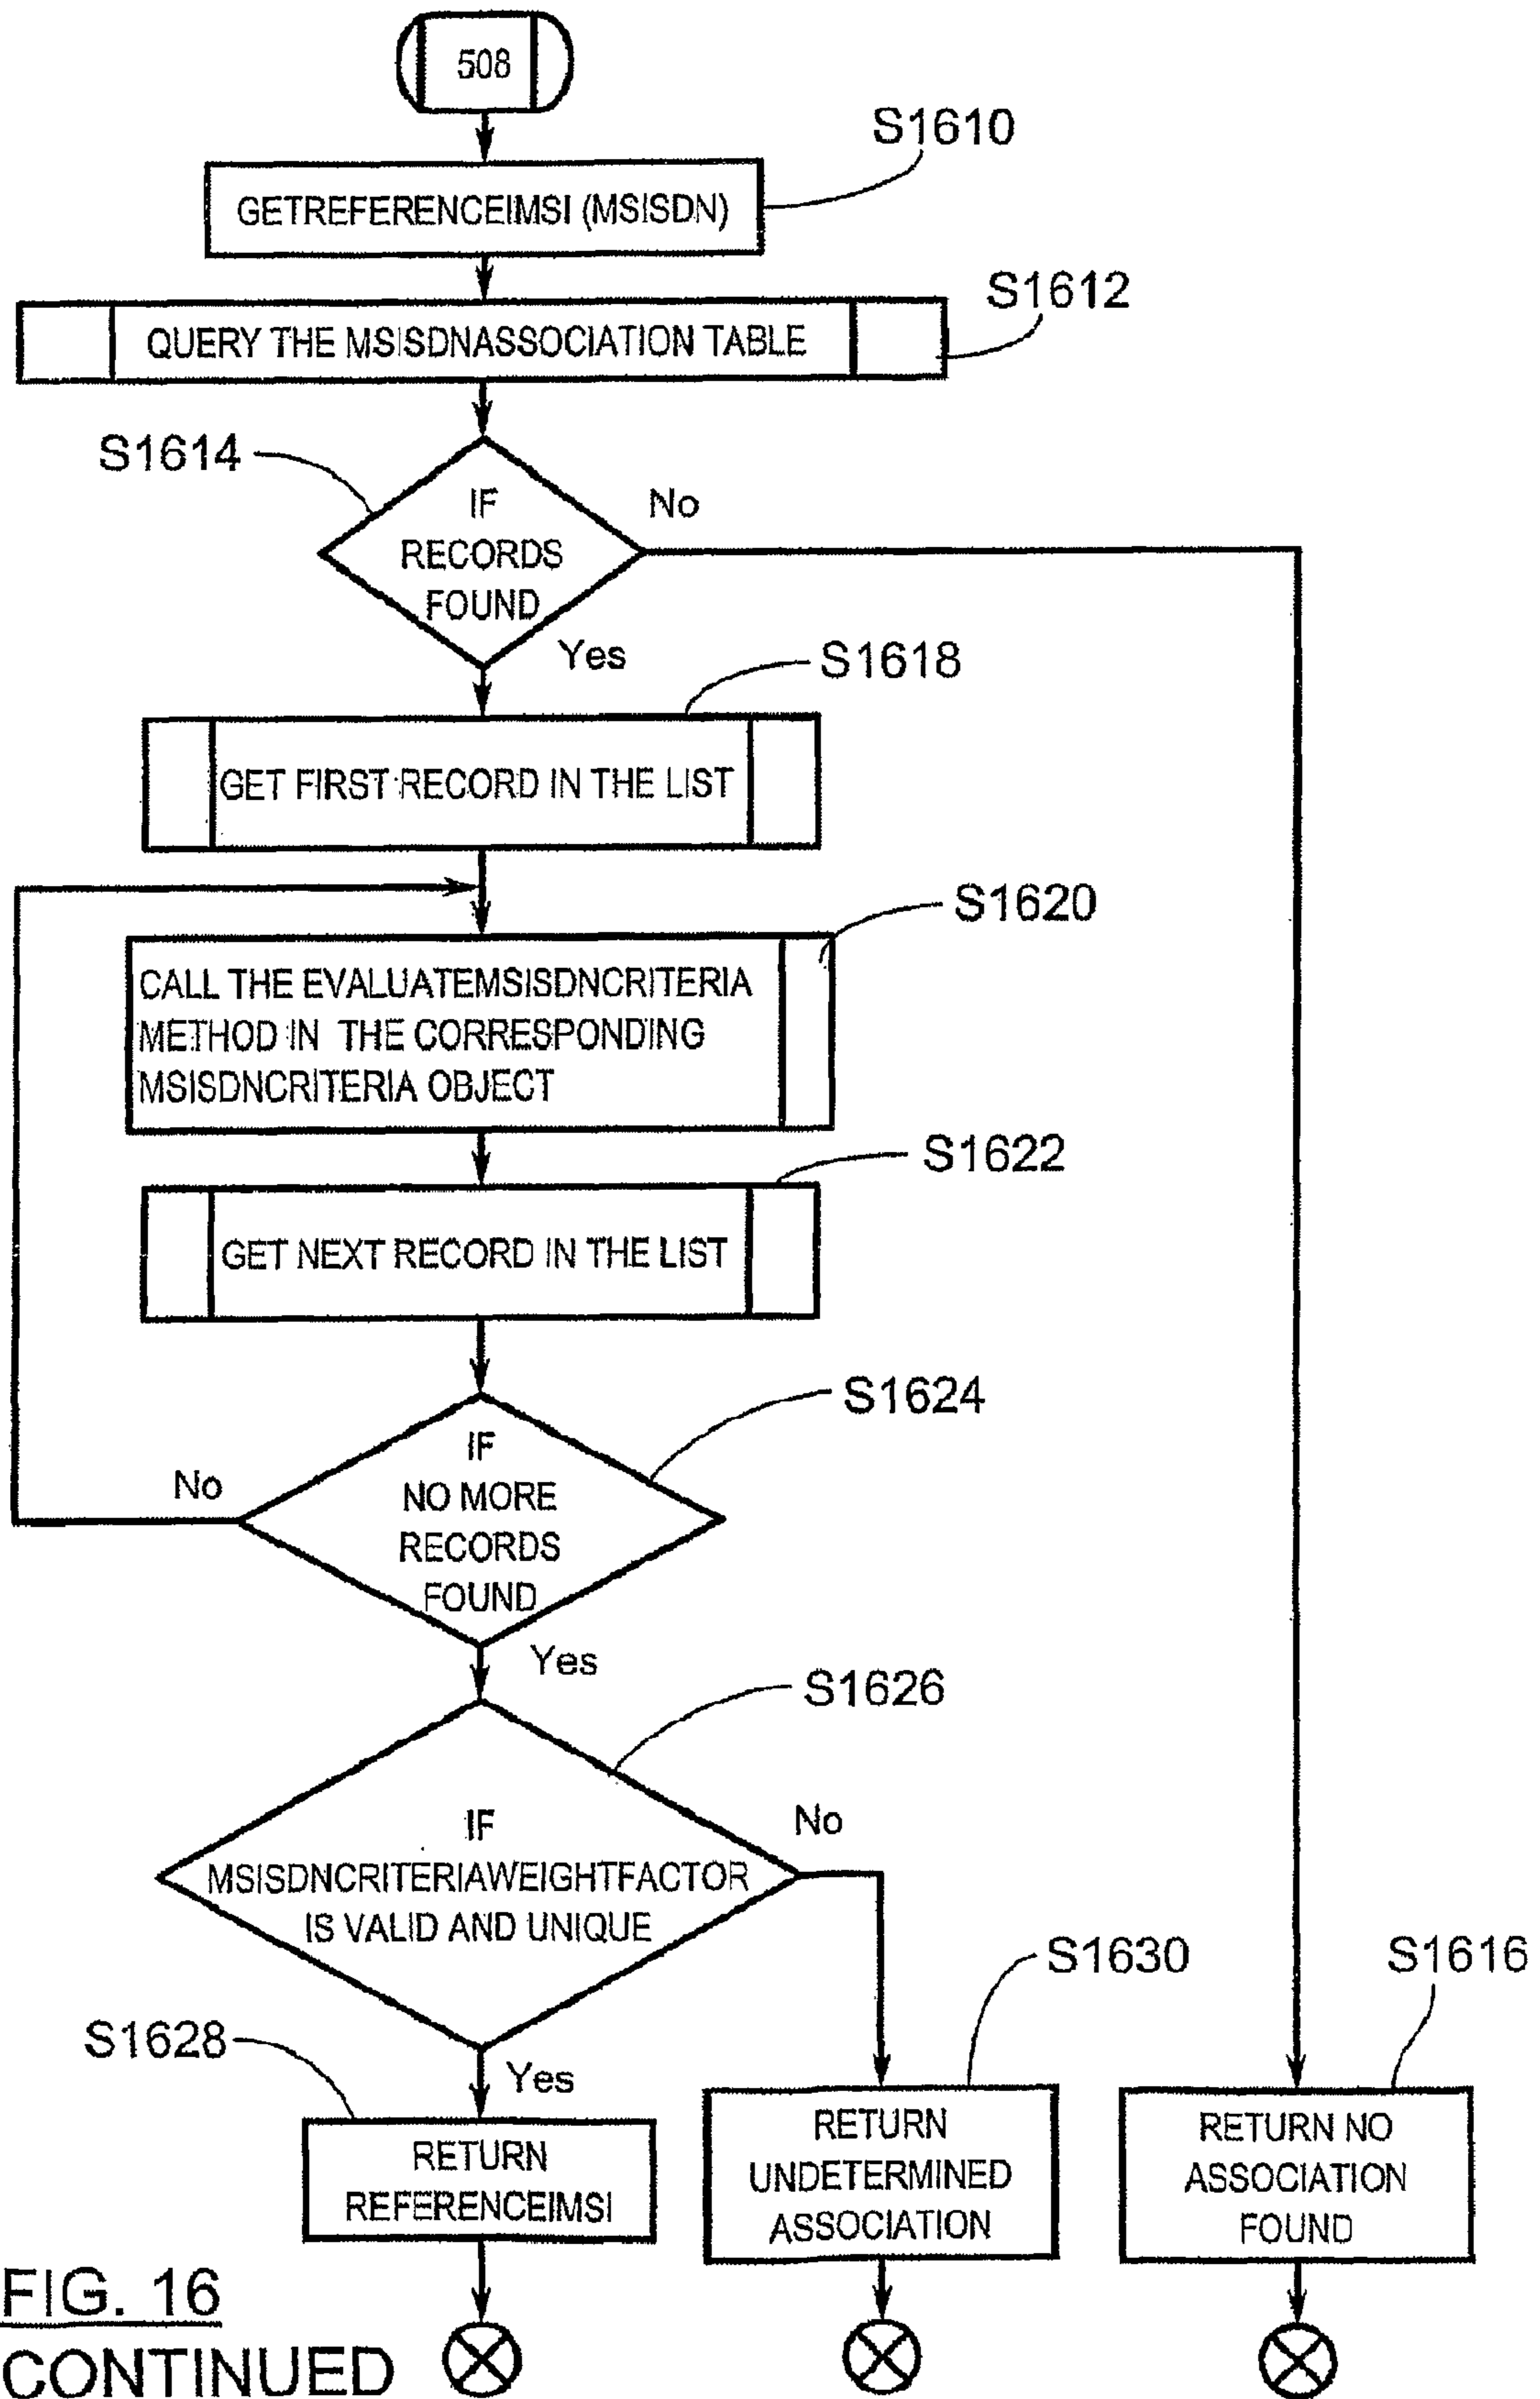 508
S1610
GETREFERENCEIMSI (MSISDN)
S1612
QUERY THE MSISDNASSOCIATION TABLE
S1614
IF
RECORDS
FOUND
No
Yes
S1618
GET FIRST RECORD IN THE LIST
S1620
CALL THE EVALUATEMSISDNCRITERIA
METHOD IN THE CORRESPONDING
MSISDNCRITERIA OBJECT
S1622
GET NEXT RECORD IN THE LIST
S1624
IF
NO MORE
RECORDS
FOUND
No
Yes
S1626
IF
MSISDNCRITERIAWEIGHTFACTOR
IS VALID AND UNIQUE
No
Yes
S1628
RETURN
REFERENCEIMSI
S1630
RETURN
UNDETERMINED
ASSOCIATION
S1616
RETURN NO
ASSOCIATION
FOUND
FIG. 16
CONTINUED